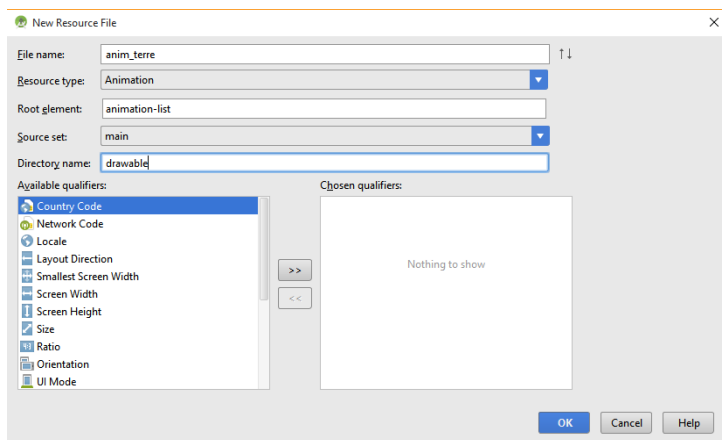 New Resource File
File name: anim_terre
Resource type: Animation
Root element: animation-list
Source set: main
Directory name: drawable
Available qualifiers: Chosen qualifiers:
Country Code
Network Code
Locale
Layout Direction
Smallest Screen Width
Screen Width
Screen Height
Size
Ratio
Orientation
UI Mode
>>
<<
Nothing to show
OK Cancel Help